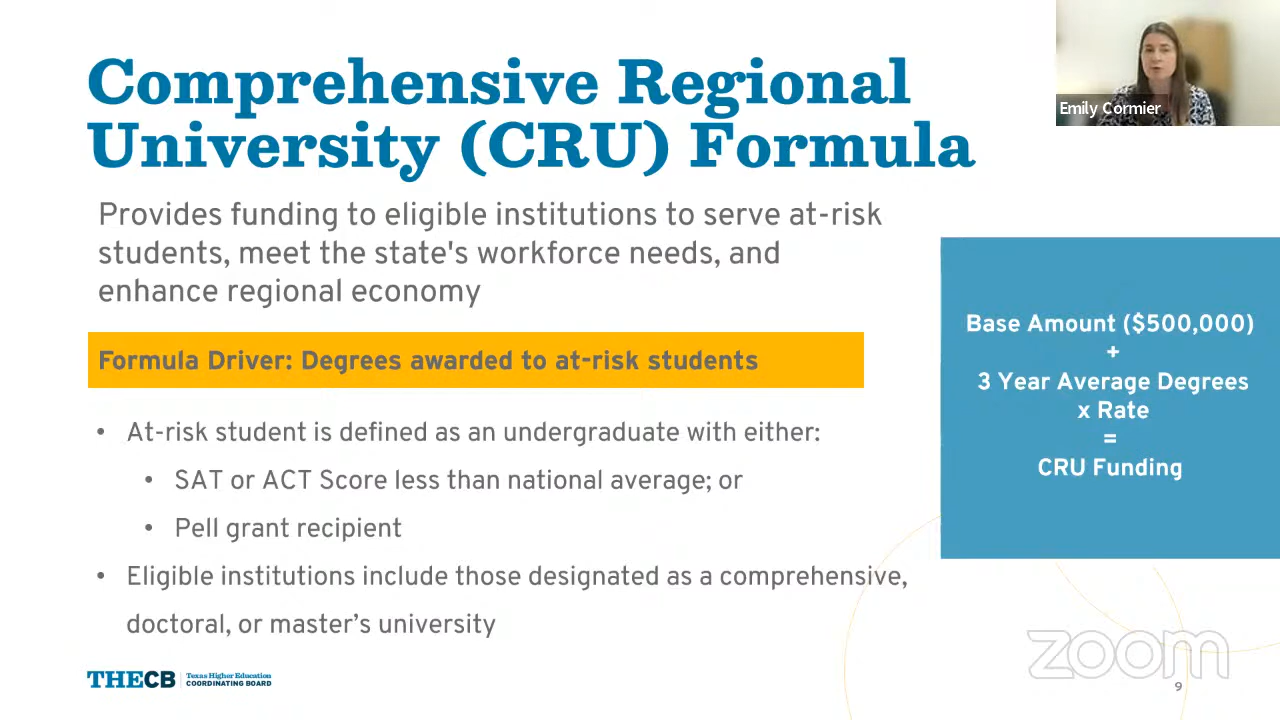 Comprehensive Regional
University (CRU) Formula
Emily Cormier
Provides funding to eligible institutions to serve at-risk
students, meet the state's workforce needs, and
enhance regional economy
Formula Driver: Degrees awarded to at-risk students
• At-risk student is defined as an undergraduate with either:
• SAT or ACT Score less than national average; or
• Pell grant recipient
• Eligible institutions include those designated as a comprehensive,
doctoral, or master’s university
Base Amount ($500,000)
+
3 Year Average Degrees
x Rate
=
CRU Funding
THECB
Texas Higher Education
COORDINATING BOARD
zoom
9